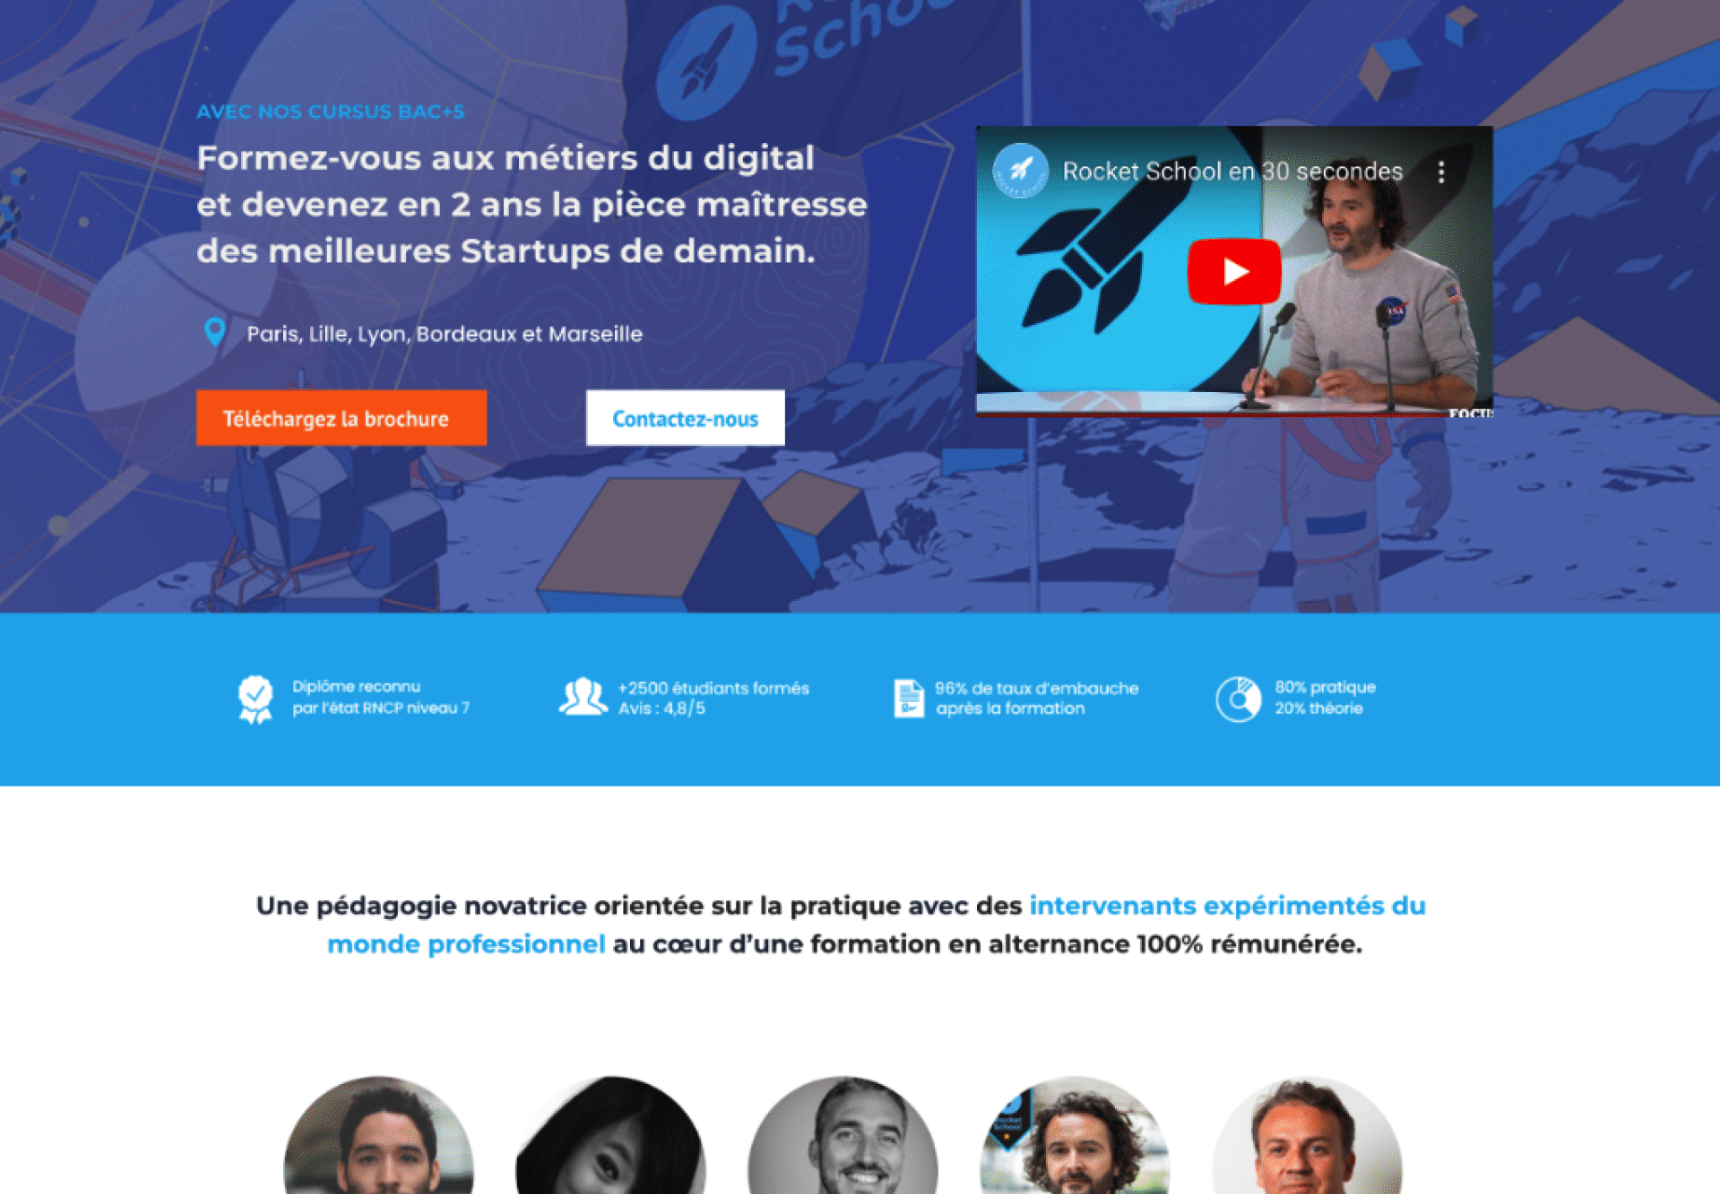 School
AVEC NOS CURSUS BAC+5
Formez-vous aux métiers du digital
et devenez en 2 ans la pièce maîtresse
des meilleures Startups de demain.
Paris, Lille, Lyon, Bordeaux et Marseille
Téléchargez la brochure
Contactez-nous
Rocket School en 30 secondes
Diplôme reconnu
par l'état RNCP niveau 7
+2500 étudiants formés
Avis : 4,8/5
96% de taux d'embauche
après la formation
80% pratique
20% théorie
Une pédagogie novatrice orientée sur la pratique avec des intervenants expérimentés du
monde professionnel au cœur d'une formation en alternance 100% rémunérée.